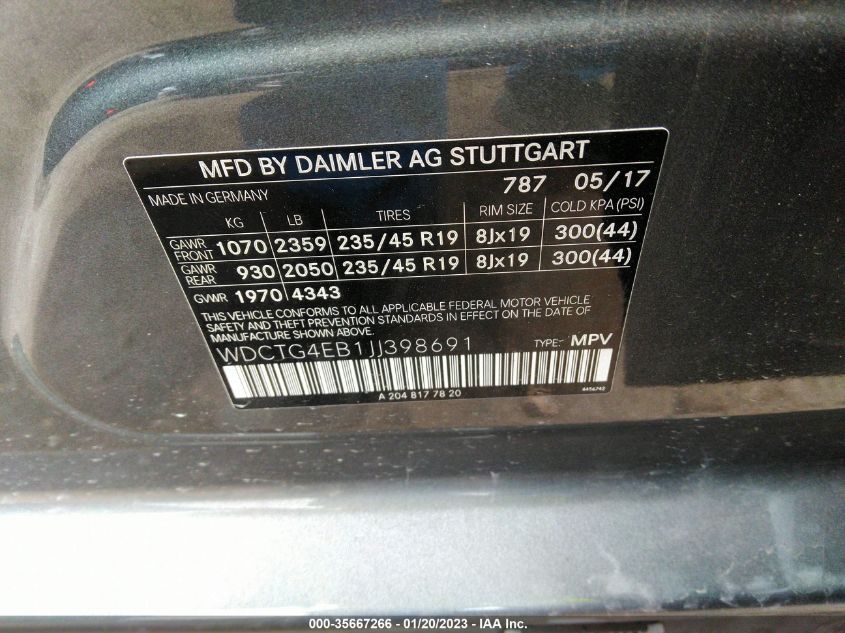 MFD BY DAIMLER AG STUTTGART
MADE IN GERMANY 787 05/17
KG LB TIRES RIM SIZE COLD KPA (PSI)
GAWR FRONT 1070 2359 235/45 R19 8Jx19 300(44)
GAWR REAR 930 2050 235/45 R19 8Jx19 300(44)
GVWR 1970 4343
THIS VEHICLE CONFORMS TO ALL APPLICABLE FEDERAL MOTOR VEHICLE
SAFETY AND THEFT PREVENTION STANDARDS IN EFFECT ON THE DATE OF
MANUFACTURE SHOWN ABOVE.
WDCTG4EB1JJ398691 TYPE:- MPV
A 204 817 78 20
000-35667266 - 01/20/2023 - IAA Inc.